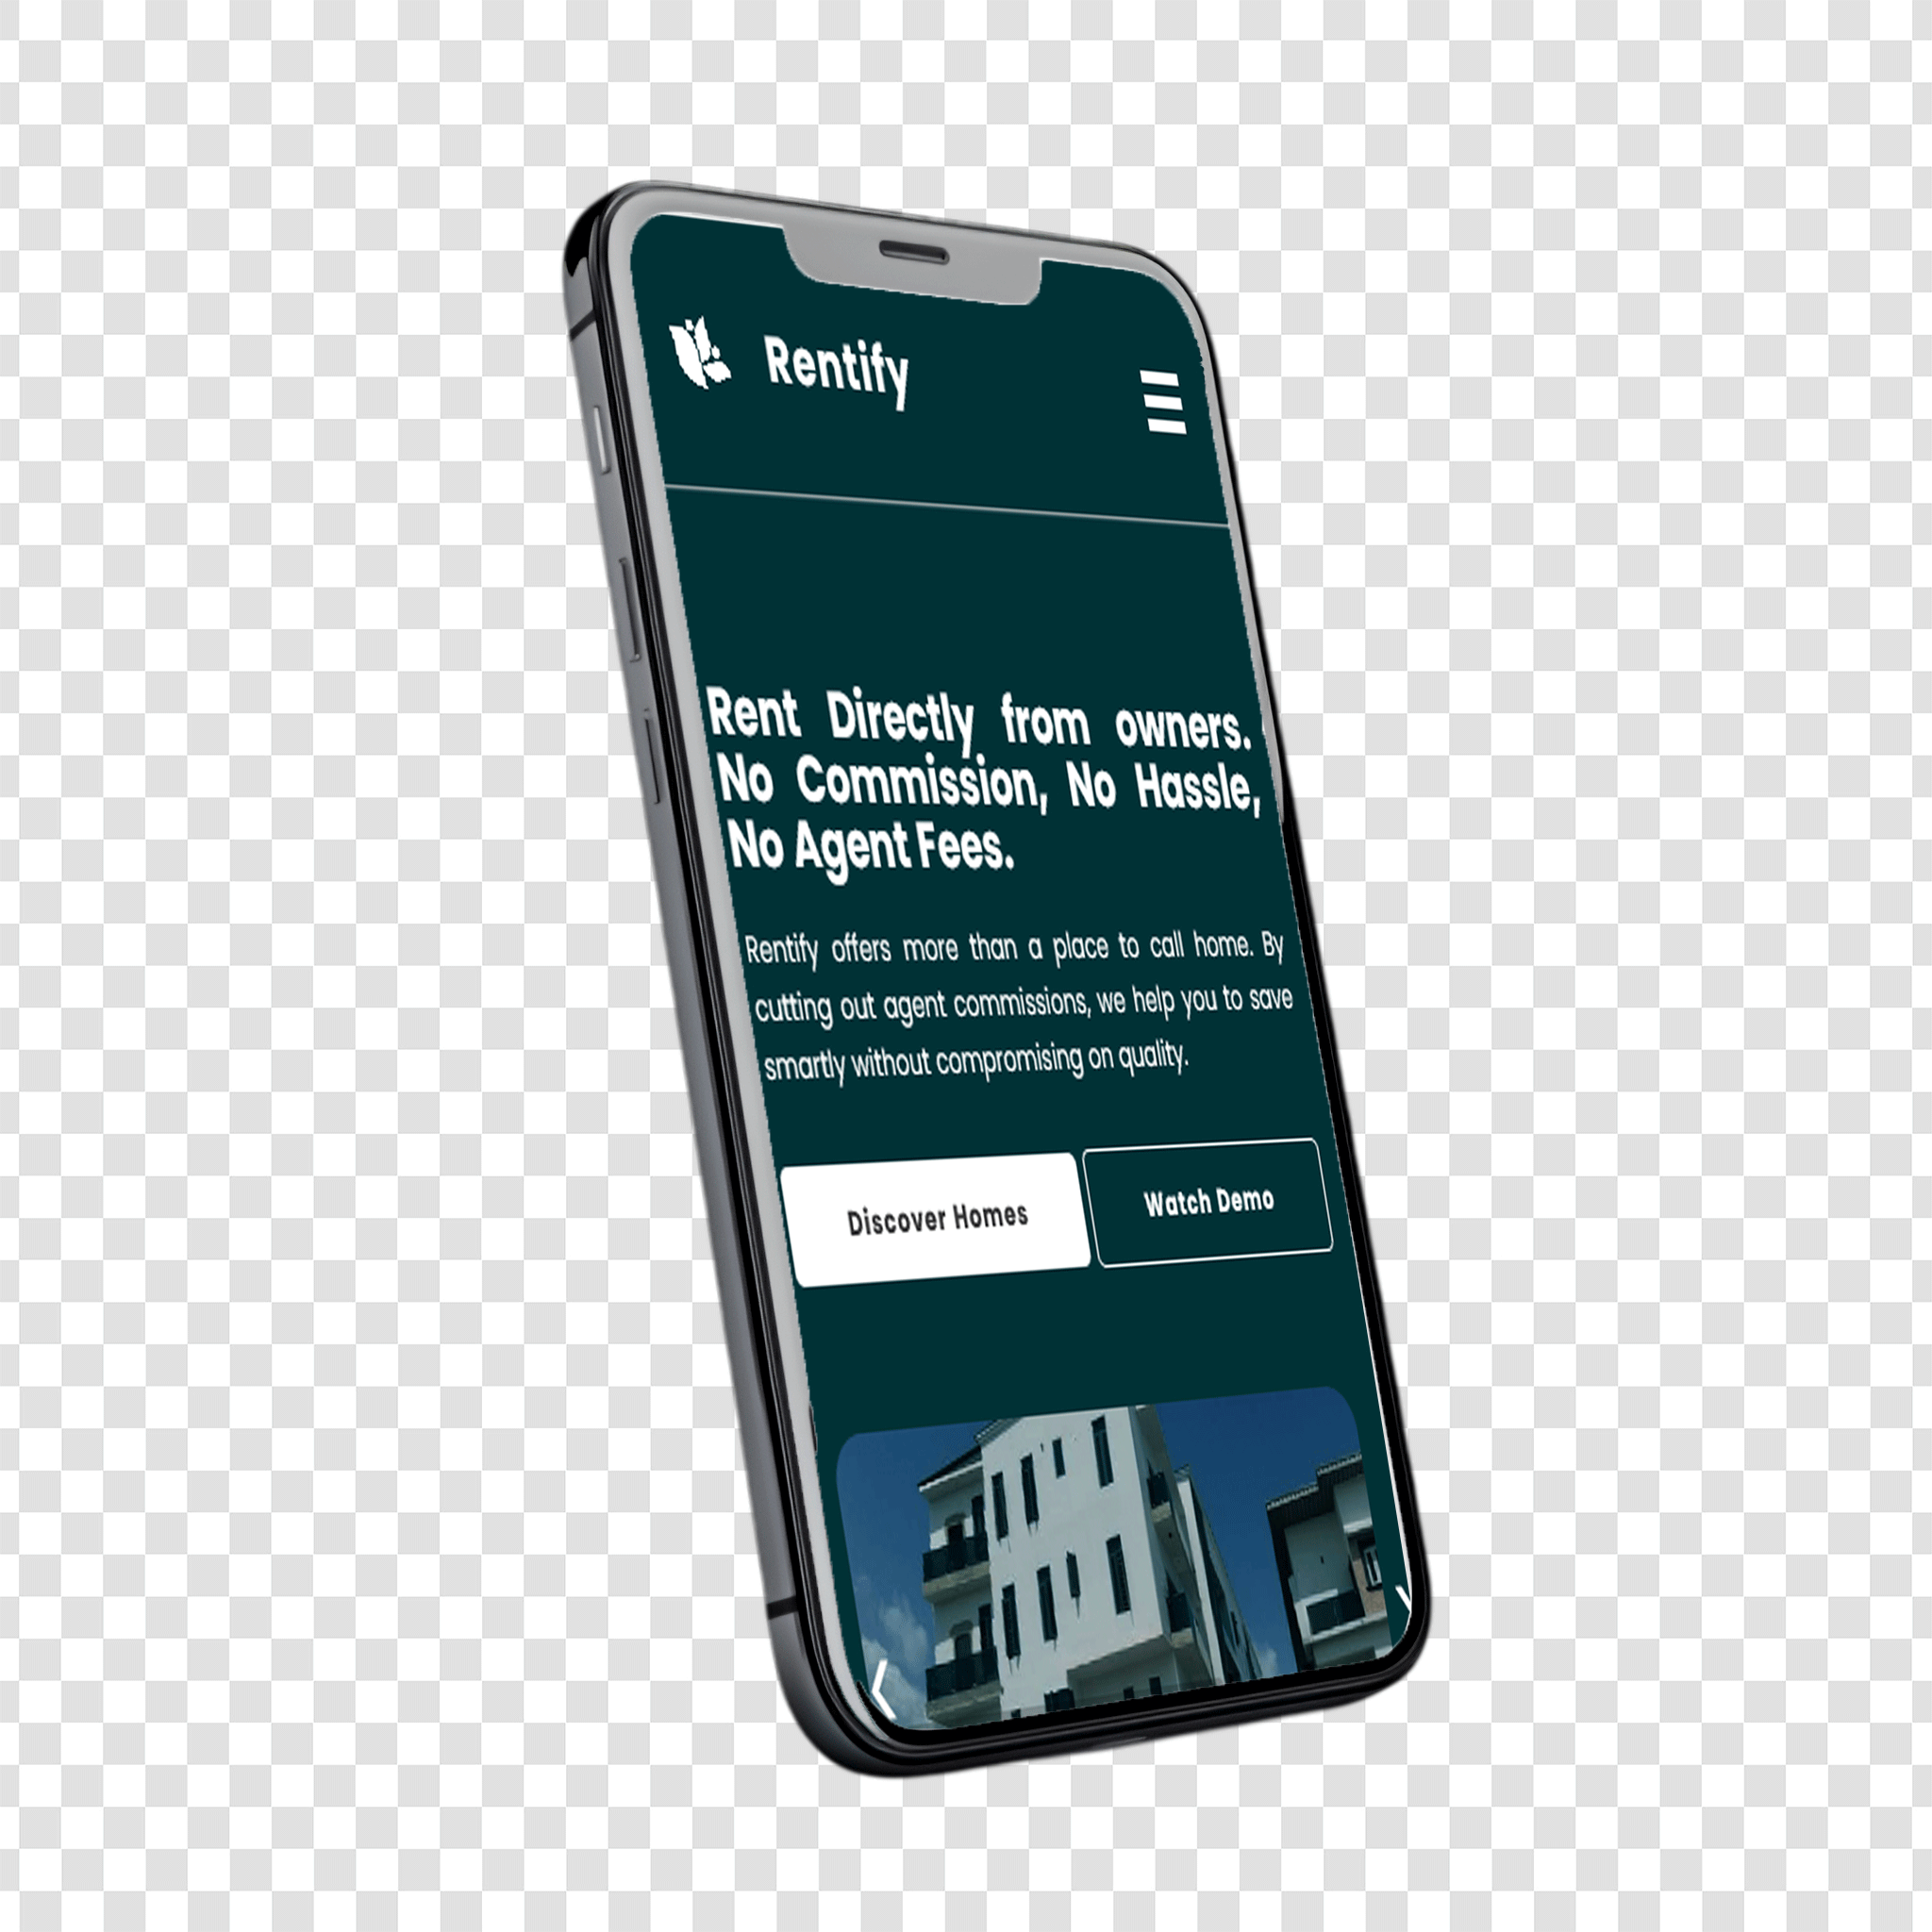 Rentify
Rent Directly from owners.
No Commission, No Hassle,
No Agent Fees.
Rentify offers more than a place to call home. By
cutting out agent commissions, we help you to save
smartly without compromising on quality.
Discover Homes
Watch Demo